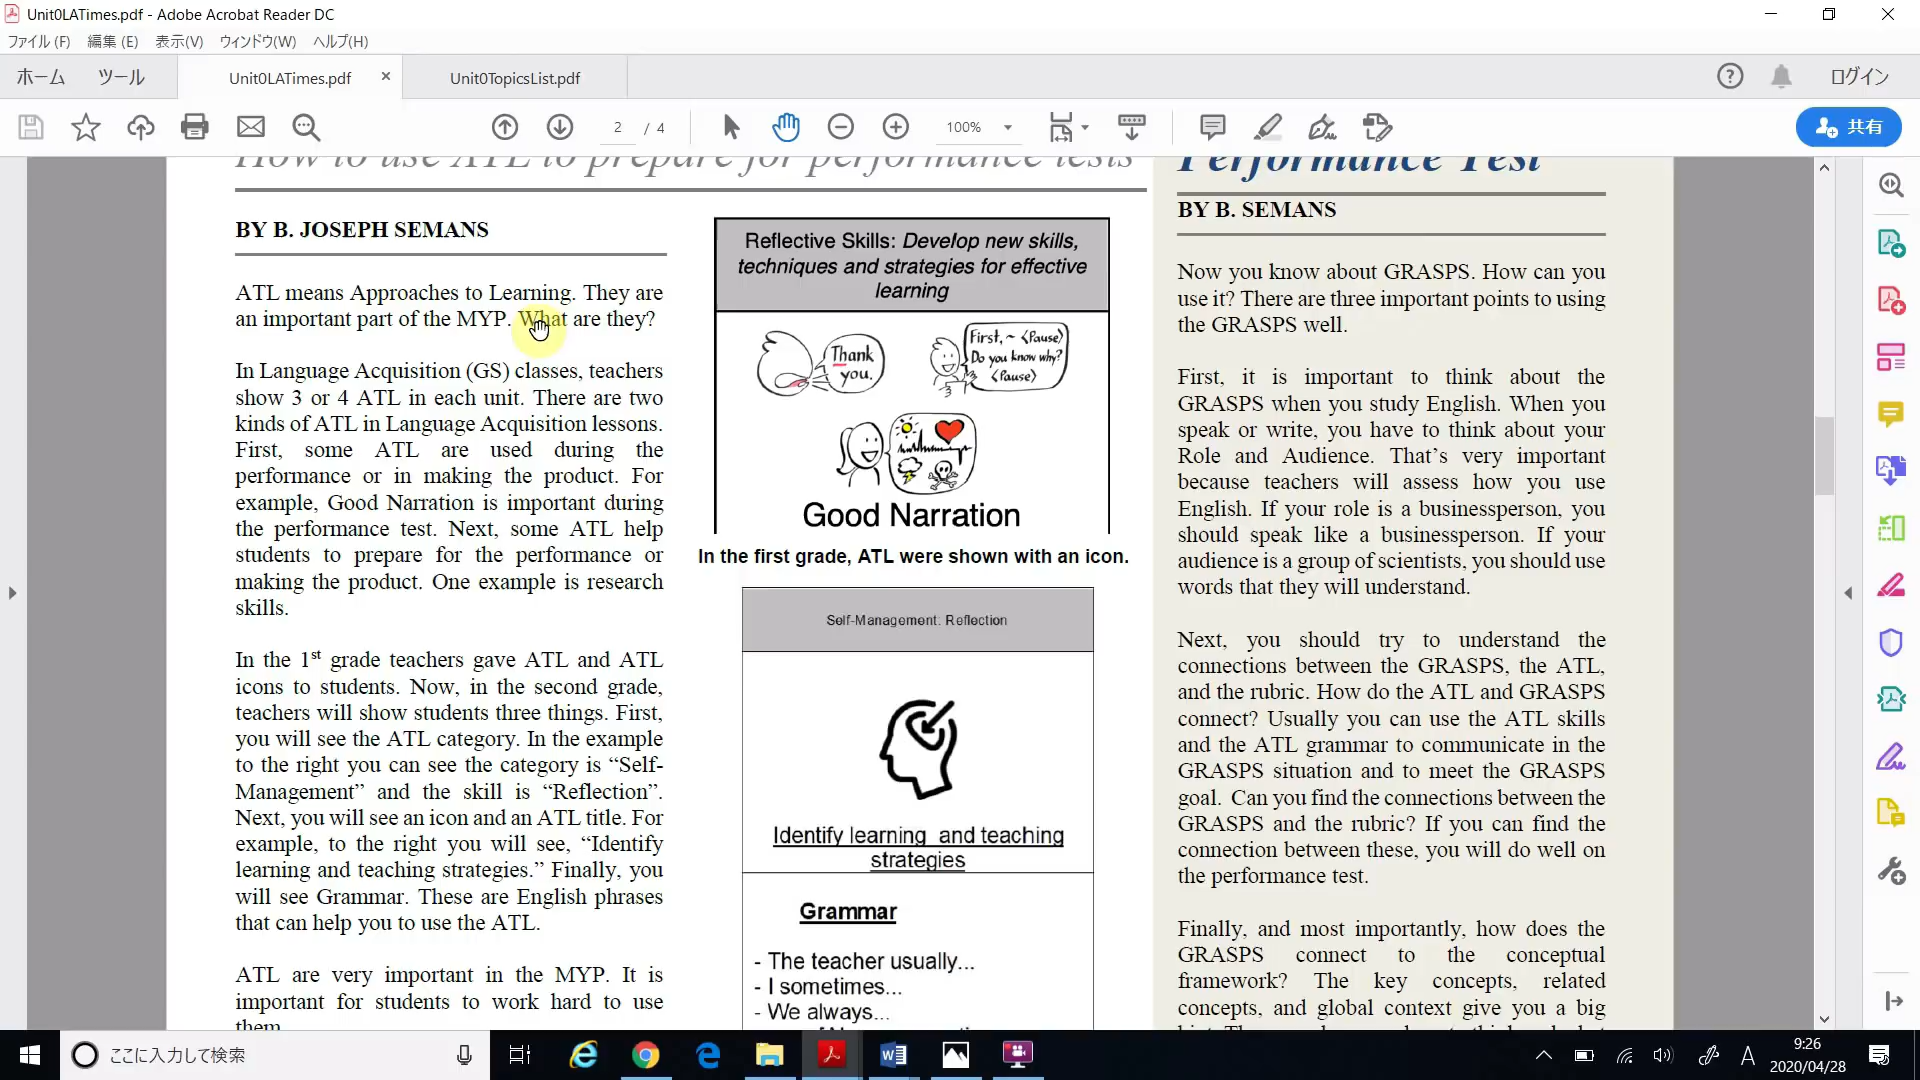 Unit0LATimes.pdf - Adobe Acrobat Reader DC
ファイル (F) 編集 (E) 表示(V) ウィンドウ(W) ヘルプ(H)
ホーム ツール Unit0LATimes.pdf × Unit0TopicsList.pdf ログイン
2 / 4 100% 共有
How to use ATL to prepare for performance tests
BY B. JOSEPH SEMANS
ATL means Approaches to Learning. They are
an important part of the MYP. What are they?
In Language Acquisition (GS) classes, teachers
show 3 or 4 ATL in each unit. There are two
kinds of ATL in Language Acquisition lessons.
First, some ATL are used during the
performance or in making the product. For
example, Good Narration is important during
the performance test. Next, some ATL help
students to prepare for the performance or
making the product. One example is research
skills.
In the 1st grade teachers gave ATL and ATL
icons to students. Now, in the second grade,
teachers will show students three things. First,
you will see the ATL category. In the example
to the right you can see the category is “Self-
Management” and the skill is “Reflection”.
Next, you will see an icon and an ATL title. For
example, to the right you will see, “Identify
learning and teaching strategies.” Finally, you
will see Grammar. These are English phrases
that can help you to use the ATL.
ATL are very important in the MYP. It is
important for students to work hard to use
them
Reflective Skills: Develop new skills,
techniques and strategies for effective
learning
Thank
you.
First, ~ (Pause)
Do you know why?
(Pause)
Good Narration
In the first grade, ATL were shown with an icon.
Self-Management: Reflection
Identify learning and teaching
strategies
Grammar
- The teacher usually...
- I sometimes...
- We always...
Performance Test
BY B. SEMANS
Now you know about GRASPS. How can you
use it? There are three important points to using
the GRASPS well.
First, it is important to think about the
GRASPS when you study English. When you
speak or write, you have to think about your
Role and Audience. That’s very important
because teachers will assess how you use
English. If your role is a businessperson, you
should speak like a businessperson. If your
audience is a group of scientists, you should use
words that they will understand.
Next, you should try to understand the
connections between the GRASPS, the ATL,
and the rubric. How do the ATL and GRASPS
connect? Usually you can use the ATL skills
and the ATL grammar to communicate in the
GRASPS situation and to meet the GRASPS
goal. Can you find the connections between the
GRASPS and the rubric? If you can find the
connection between these, you will do well on
the performance test.
Finally, and most importantly, how does the
GRASPS connect to the conceptual
framework? The key concepts, related
concepts, and global context give you a big
ここに入力して検索
A 9:26
2020/04/28